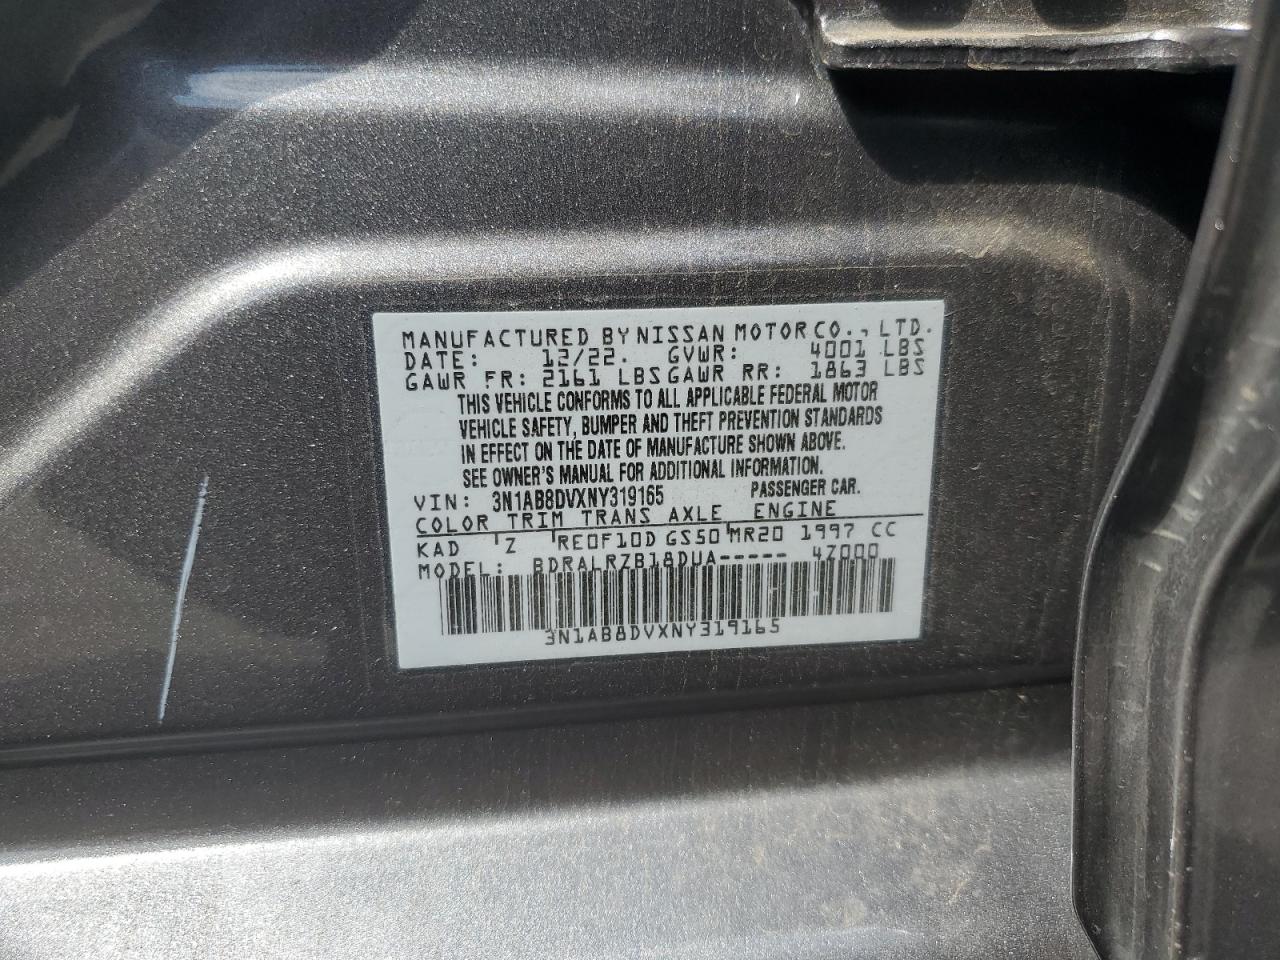 MANUFACTURED BY NISSAN MOTOR CO., LTD.
DATE: 12/22. GVWR: 4001 LBS
GAWR FR: 2161 LBS GAWR RR: 1863 LBS
THIS VEHICLE CONFORMS TO ALL APPLICABLE FEDERAL MOTOR
VEHICLE SAFETY, BUMPER AND THEFT PREVENTION STANDARDS
IN EFFECT ON THE DATE OF MANUFACTURE SHOWN ABOVE.
SEE OWNER'S MANUAL FOR ADDITIONAL INFORMATION.
VIN: 3N1AB8DVXNY319165 PASSENGER CAR.
COLOR TRIM TRANS AXLE ENGINE
KAD Z RE0F10D GS50 MR20 1997 CC
MODEL: BDRALRZB18DUA----- 4Z000
3N1AB8DVXNY319165